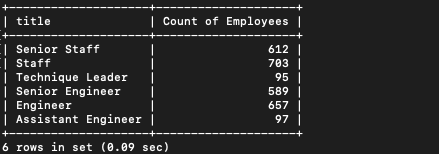 +--------------------+--------------------+
| title              | Count of Employees |
+--------------------+--------------------+
| Senior Staff       |                612 |
| Staff              |                703 |
| Technique Leader   |                 95 |
| Senior Engineer    |                589 |
| Engineer           |                657 |
| Assistant Engineer |                 97 |
+--------------------+--------------------+
6 rows in set (0.09 sec)